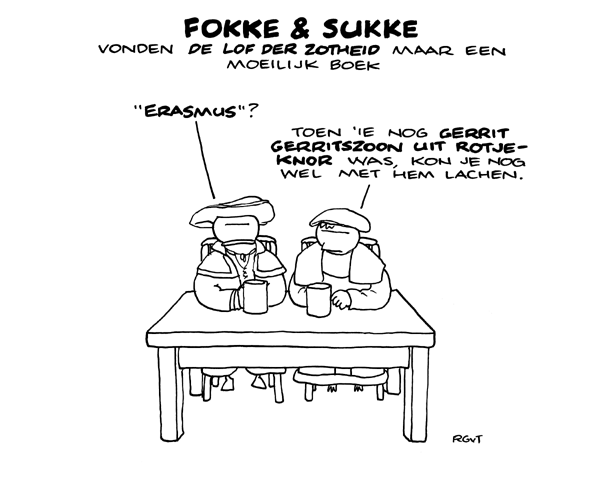 FOKKE & SUKKE
VONDEN DE LOF DER ZOTHEID MAAR EEN
MOEILIJK BOEK
"ERASMUS"?
TOEN 'IE NOG GERRIT
GERRITSZOON UIT ROTJE-
KNOR WAS, KON JE NOG
WEL MET HEM LACHEN.
RGvT